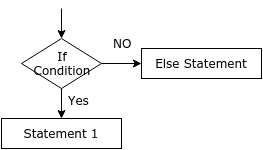 NO
If
Condition
Else Statement
Yes
Statement 1